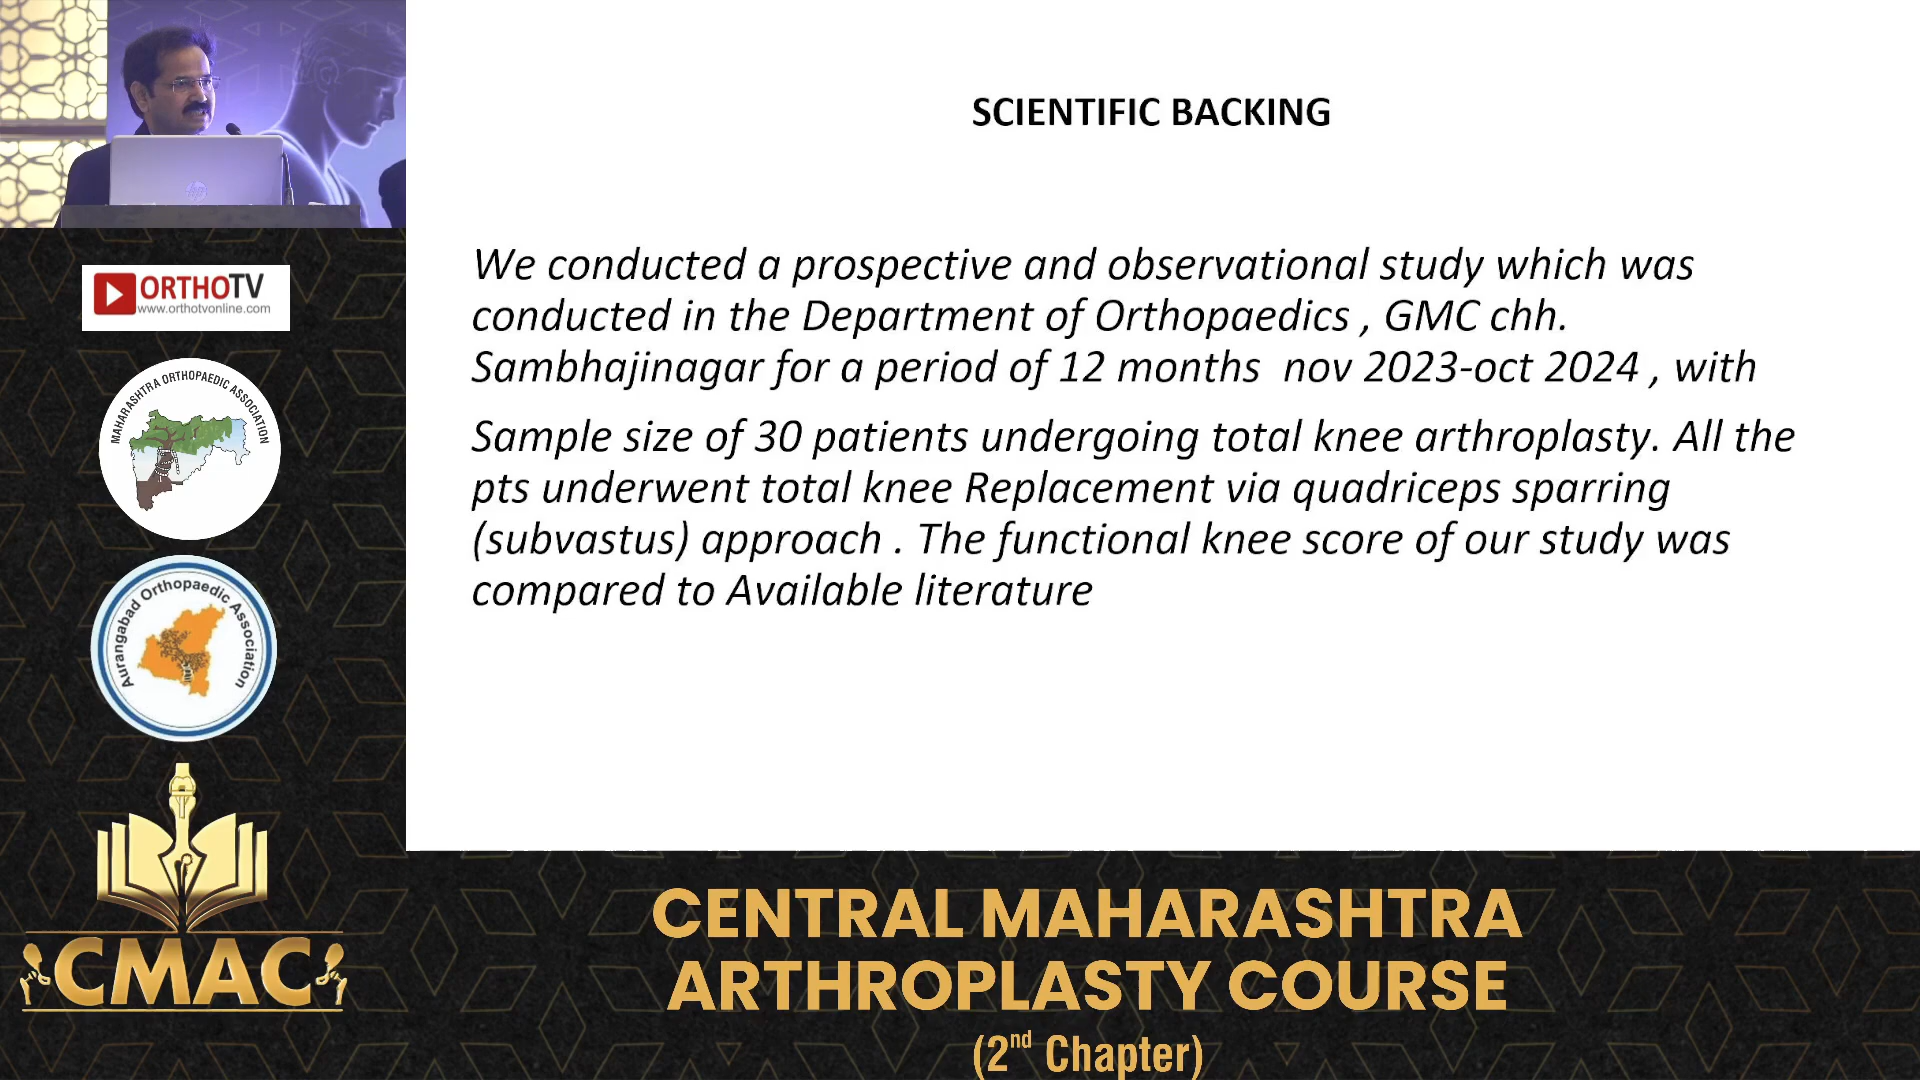 SCIENTIFIC BACKING
We conducted a prospective and observational study which was
conducted in the Department of Orthopaedics , GMC chh.
Sambhajinagar for a period of 12 months  nov 2023-oct 2024 , with
Sample size of 30 patients undergoing total knee arthroplasty. All the
pts underwent total knee Replacement via quadriceps sparring
(subvastus) approach . The functional knee score of our study was
compared to Available literature
hp
ORTHOTV
www.orthotvonline.com
MAHARASHTRA ORTHOPAEDIC ASSOCIATION
Aurangabad Orthopaedic Association
CMAC
CENTRAL MAHARASHTRA
ARTHROPLASTY COURSE
(2nd Chapter)